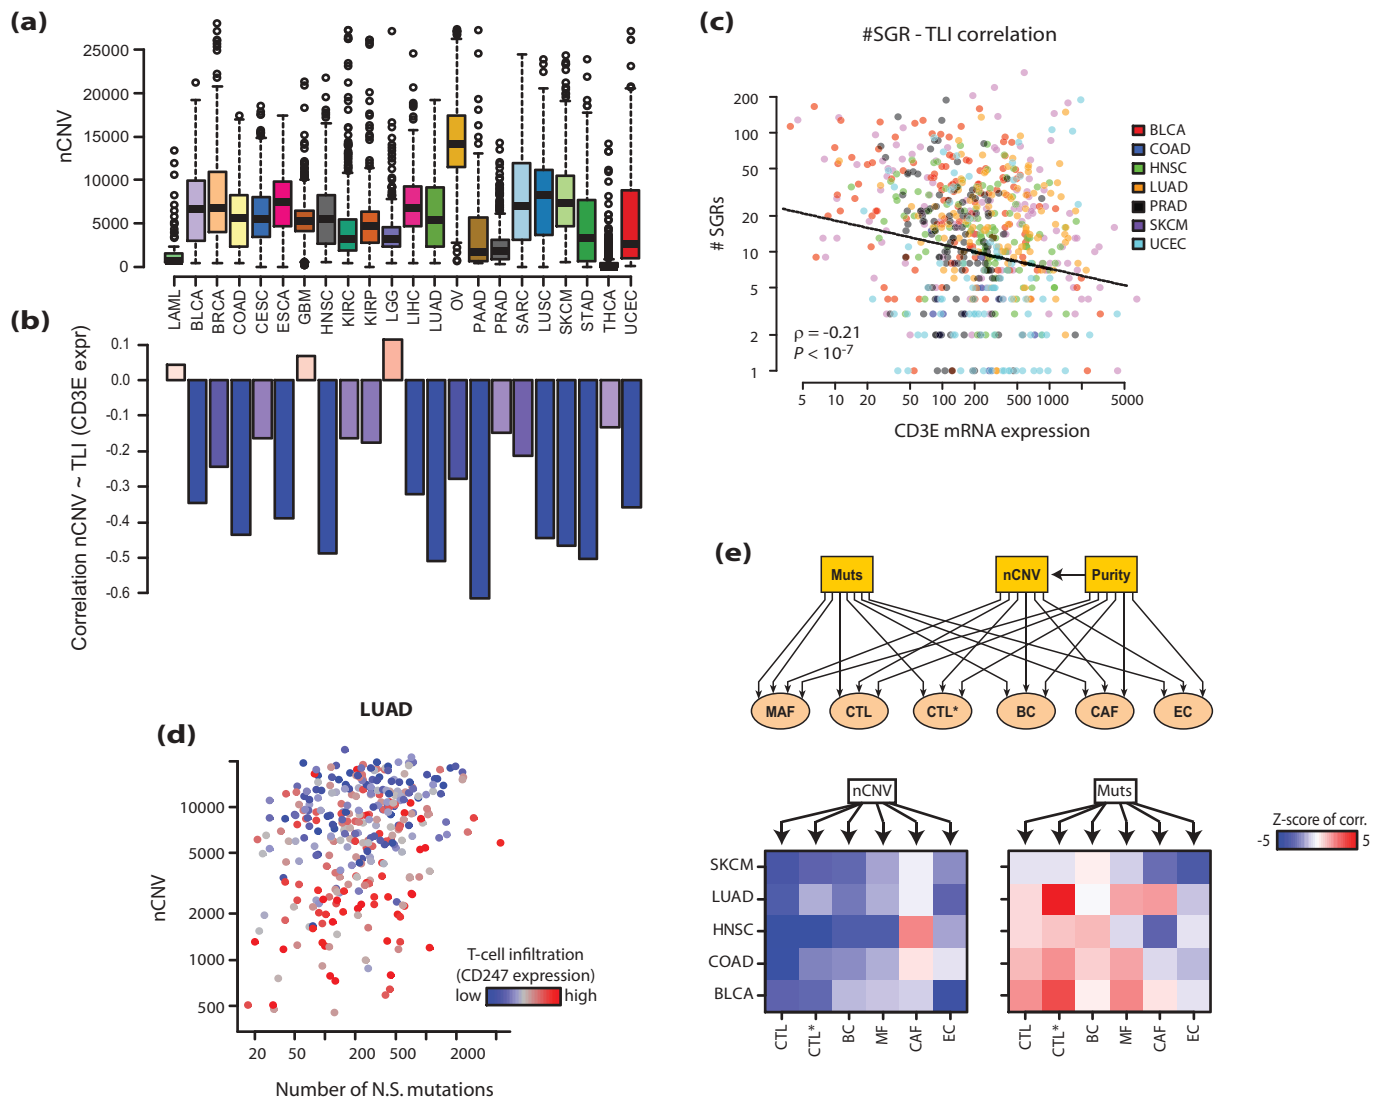 (a)
nCNV
25000
20000
15000
10000
5000
0
LAML
BLCA
BRCA
COAD
CESC
ESCA
GBM
HNSC
KIRC
KIRP
LGG
LIHC
LUAD
OV
PAAD
PRAD
SARC
LUSC
SKCM
STAD
THCA
UCEC
(b)
Correlation nCNV ~ TLI (CD3E expr)
0.1
0.0
-0.1
-0.2
-0.3
-0.4
-0.5
-0.6
(c)
#SGR - TLI correlation
# SGRs
200
100
50
20
10
5
2
1
ρ = -0.21
P < 10⁻⁷
5 10 20 50 100 200 500 1000 5000
CD3E mRNA expression
BLCA
COAD
HNSC
LUAD
PRAD
SKCM
UCEC
LUAD
(d)
nCNV
10000
5000
2000
1000
500
T-cell infiltration
(CD247 expression)
low high
20 50 200 500 2000
Number of N.S. mutations
(e)
Muts nCNV Purity
MAF CTL CTL* BC CAF EC
nCNV Muts
Z-score of corr.
-5 5
SKCM
LUAD
HNSC
COAD
BLCA
CTL
CTL*
BC
MF
CAF
EC
CTL
CTL*
BC
MF
CAF
EC